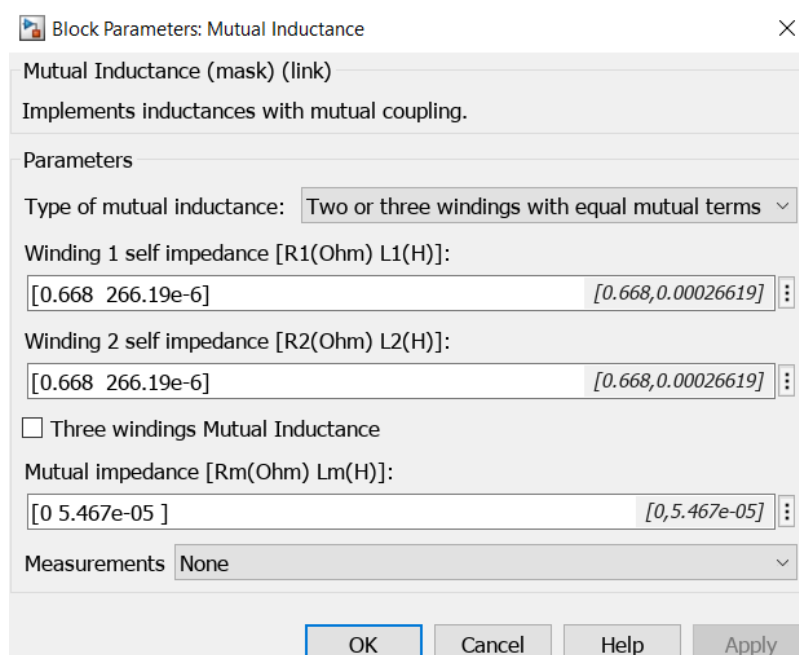 Block Parameters: Mutual Inductance
Mutual Inductance (mask) (link)
Implements inductances with mutual coupling.
Parameters
Type of mutual inductance: Two or three windings with equal mutual terms
Winding 1 self impedance [R1(Ohm) L1(H)]:
[0.668  266.19e-6] [0.668,0.00026619]
Winding 2 self impedance [R2(Ohm) L2(H)]:
[0.668  266.19e-6] [0.668,0.00026619]
Three windings Mutual Inductance
Mutual impedance [Rm(Ohm) Lm(H)]:
[0 5.467e-05 ] [0,5.467e-05]
Measurements None
OK Cancel Help Apply